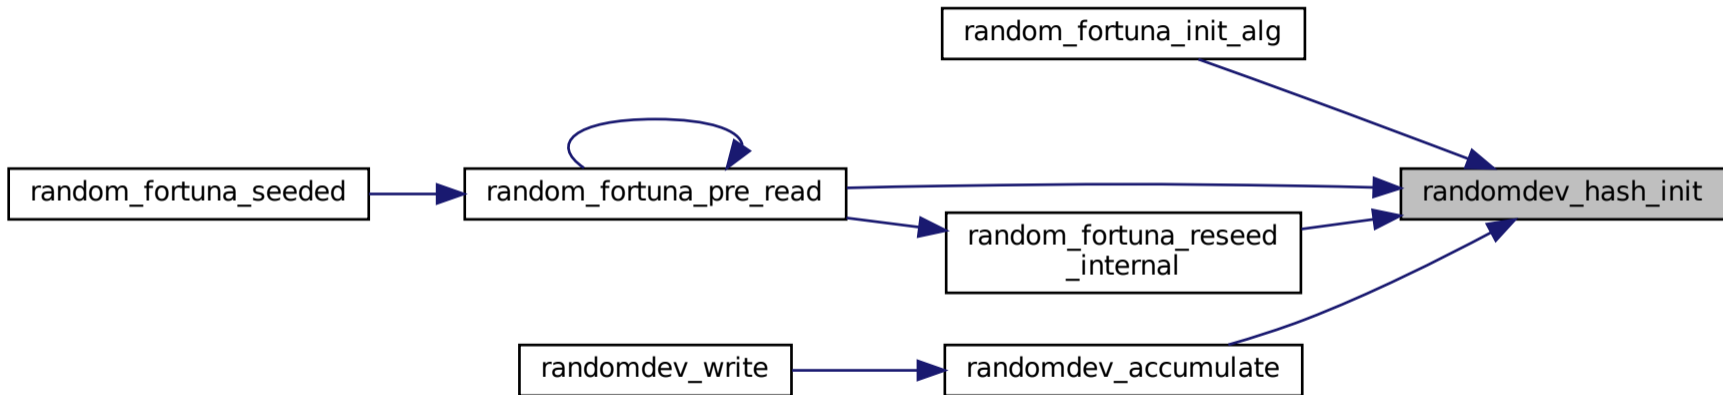 random_fortuna_init_alg
random_fortuna_seeded
random_fortuna_pre_read
randomdev_hash_init
random_fortuna_reseed
_internal
randomdev_write
randomdev_accumulate